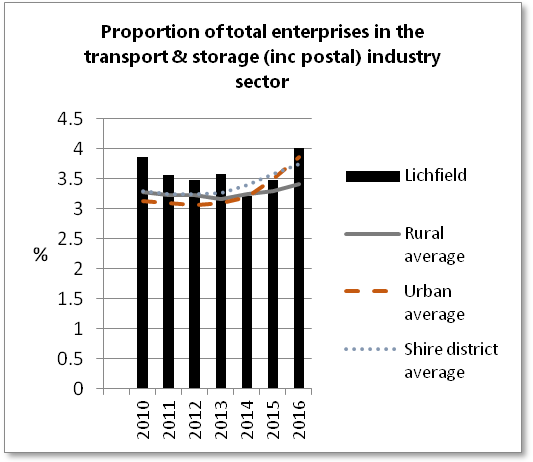 Proportion of total enterprises in the
transport & storage (inc postal) industry
sector
4.5
4
3.5
3
2.5
2
1.5
1
0.5
0
%
2010
2011
2012
2013
2014
2015
2016
Lichfield
Rural
average
Urban
average
Shire district
average